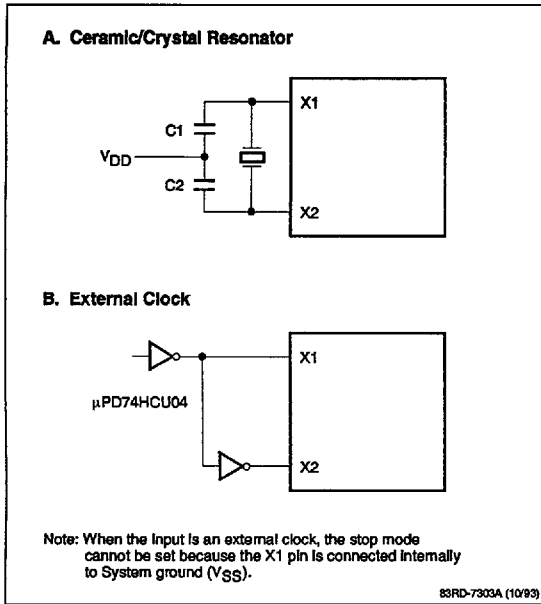 A. Ceramic/Crystal Resonator
X1
C1
VDD
C2
X2
B. External Clock
X1
µPD74HCU04
X2
Note: When the Input is an external clock, the stop mode
cannot be set because the X1 pin is connected internally
to System ground (VSS).
83RD-7303A (10/93)